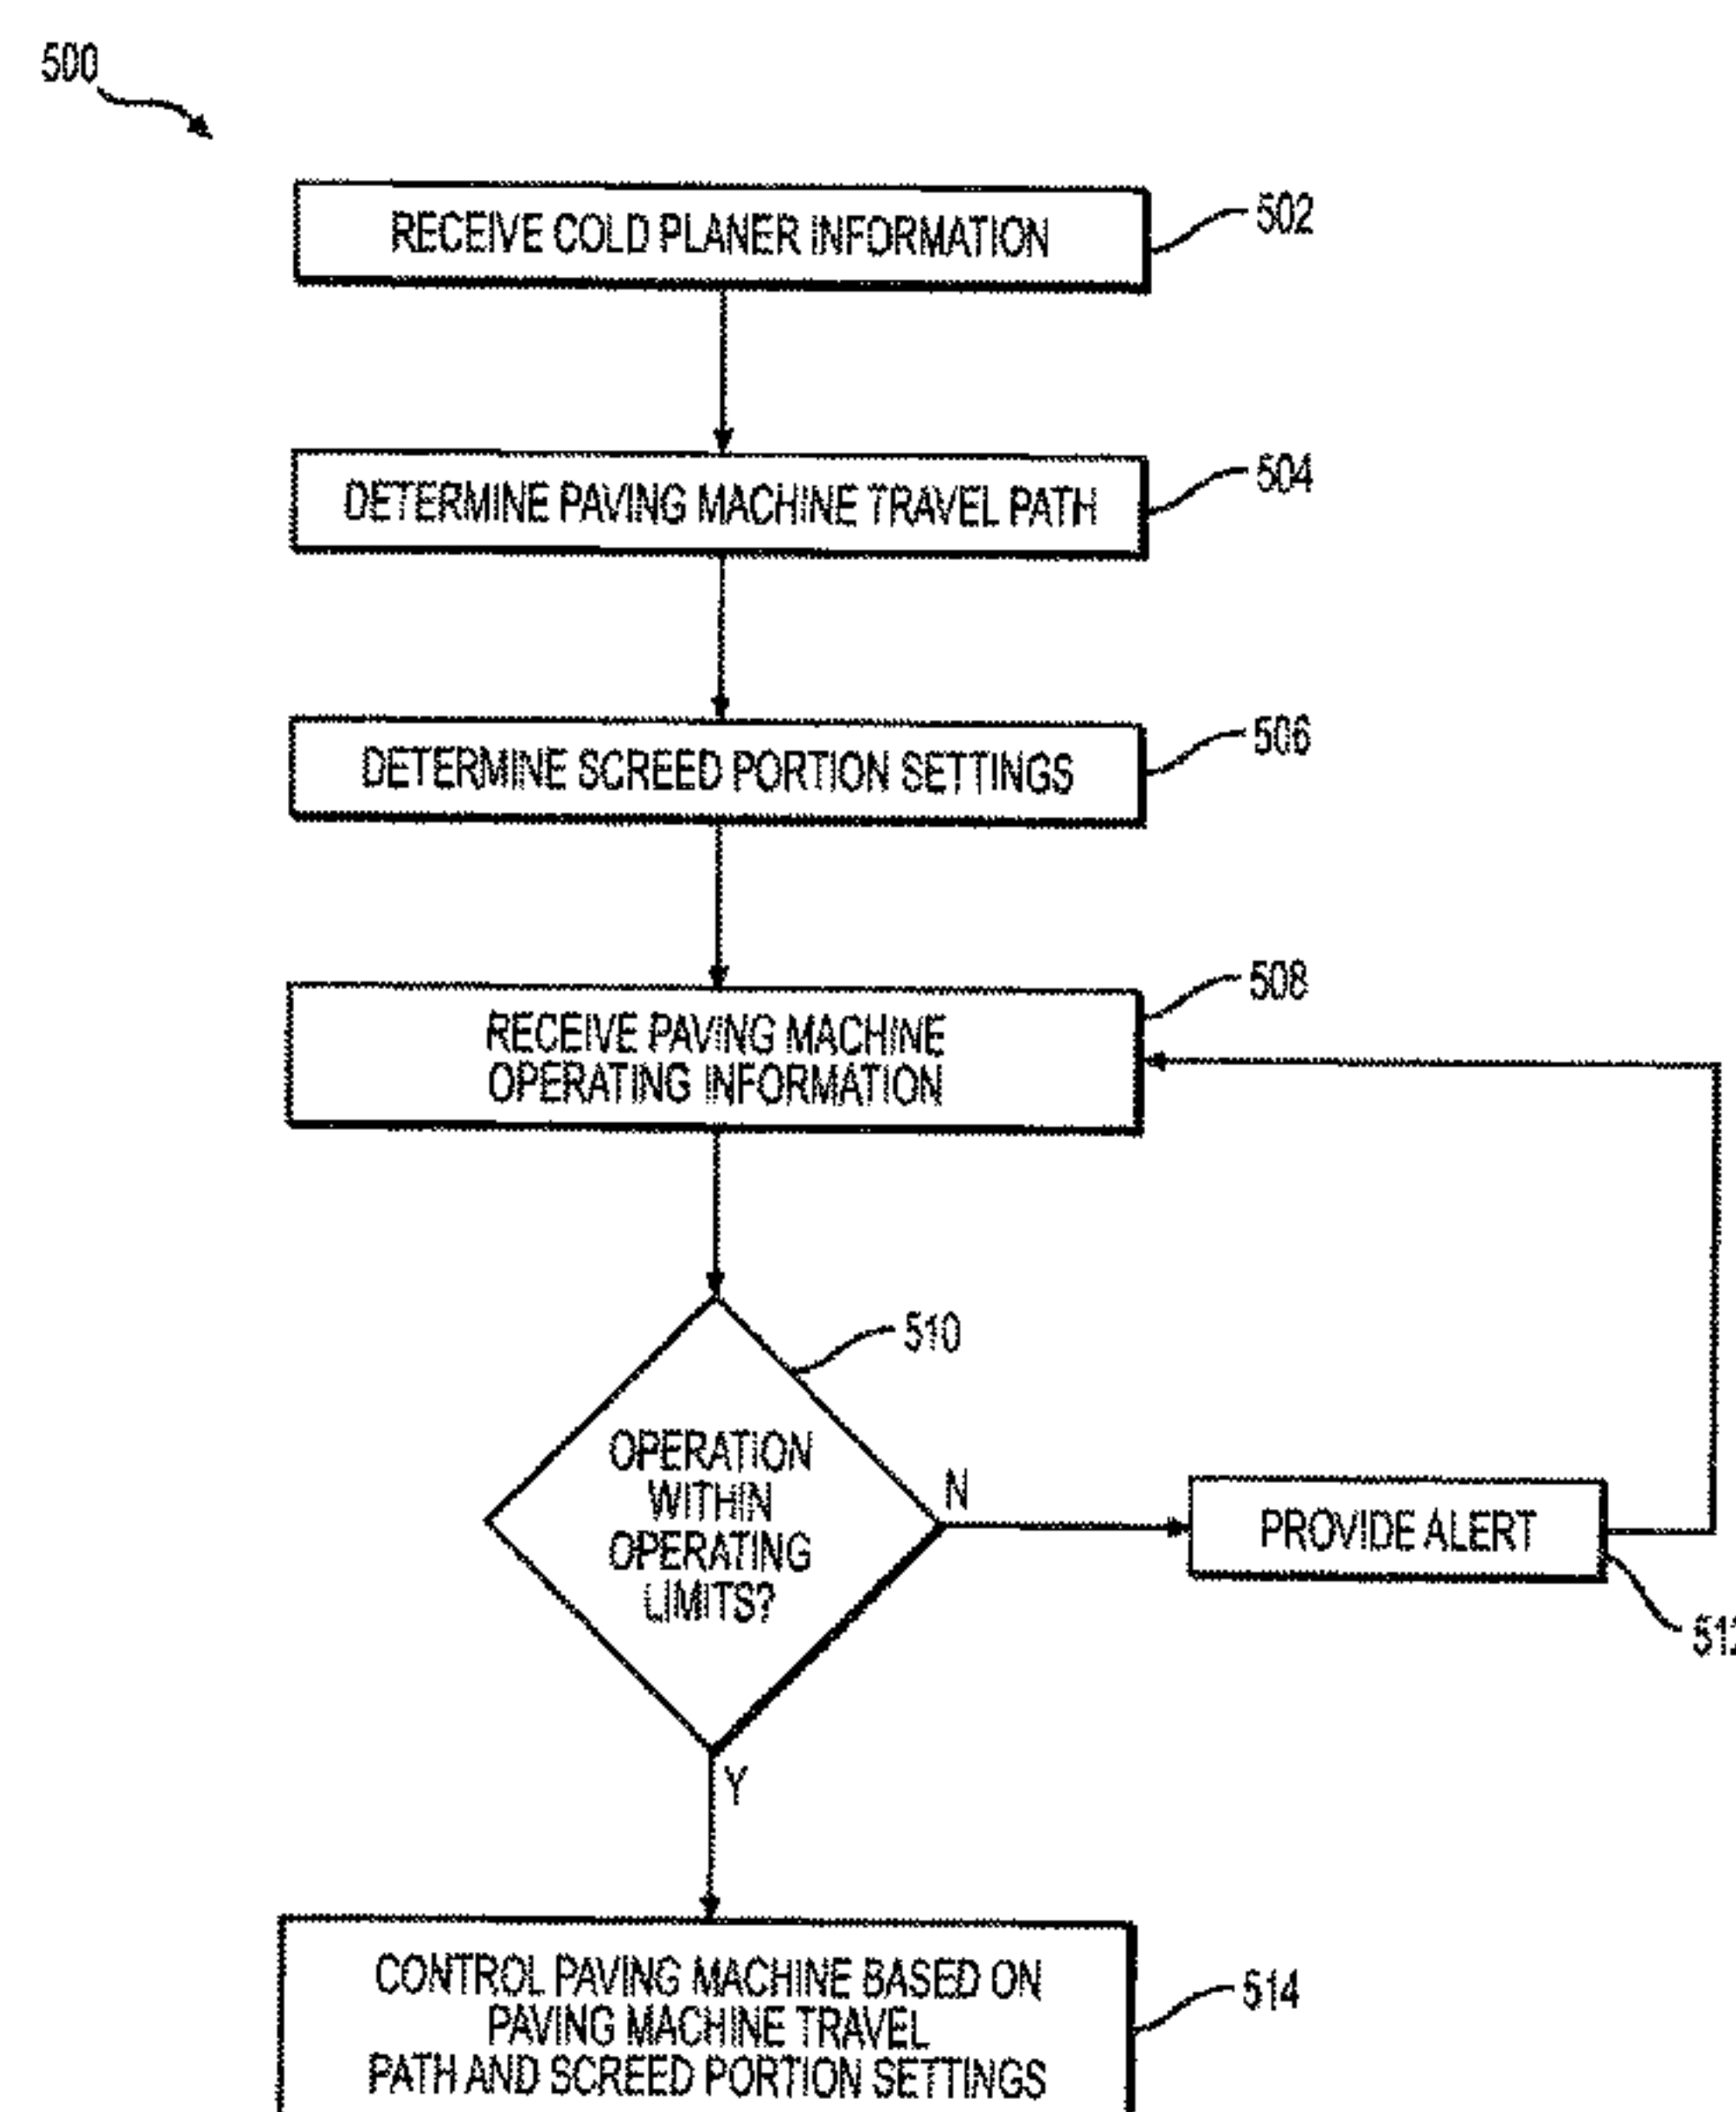 500
RECEIVE COLD PLANER INFORMATION
502
DETERMINE PAVING MACHINE TRAVEL PATH
504
DETERMINE SCREED PORTION SETTINGS
506
RECEIVE PAVING MACHINE
OPERATING INFORMATION
508
510
OPERATION
WITHIN
OPERATING
LIMITS?
N
PROVIDE ALERT
Y
CONTROL PAVING MACHINE BASED ON
PAVING MACHINE TRAVEL
PATH AND SCREED PORTION SETTINGS
514